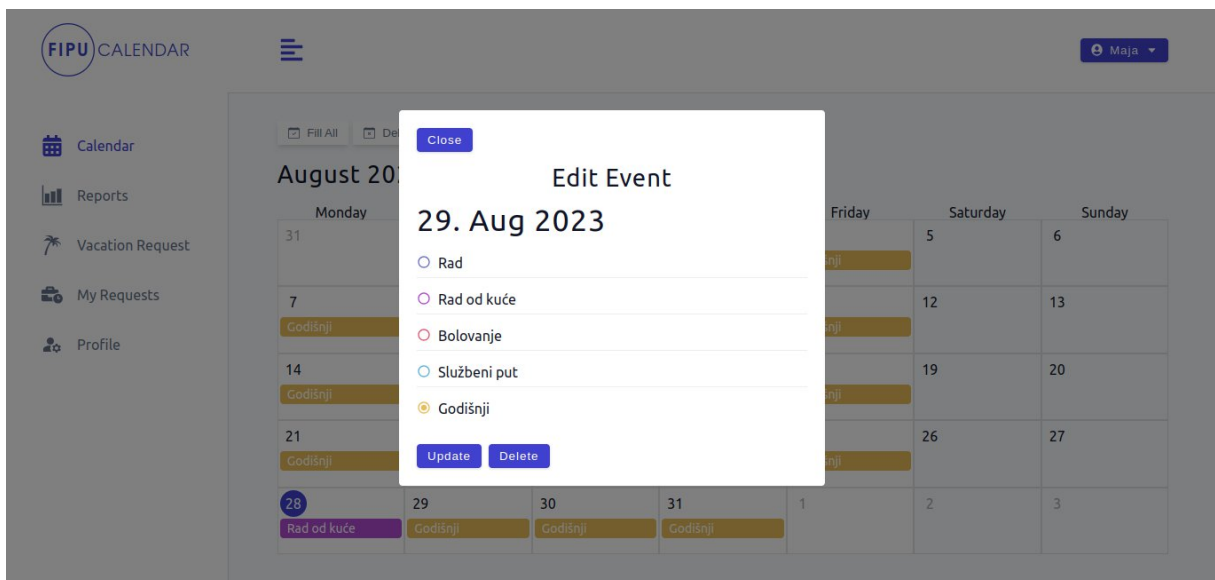 FIPU CALENDAR
Maja
Calendar
Reports
Vacation Request
My Requests
Profile
Fill All
Close
Edit Event
29. Aug 2023
Rad
Rad od kuće
Bolovanje
Službeni put
Godišnji
Update Delete
August
Monday Friday Saturday Sunday
31 5 6
7 12 13
Godišnji
14 19 20
Godišnji
21 26 27
Godišnji
28 29 30 31 1 2 3
Rad od kuće Godišnji Godišnji Godišnji